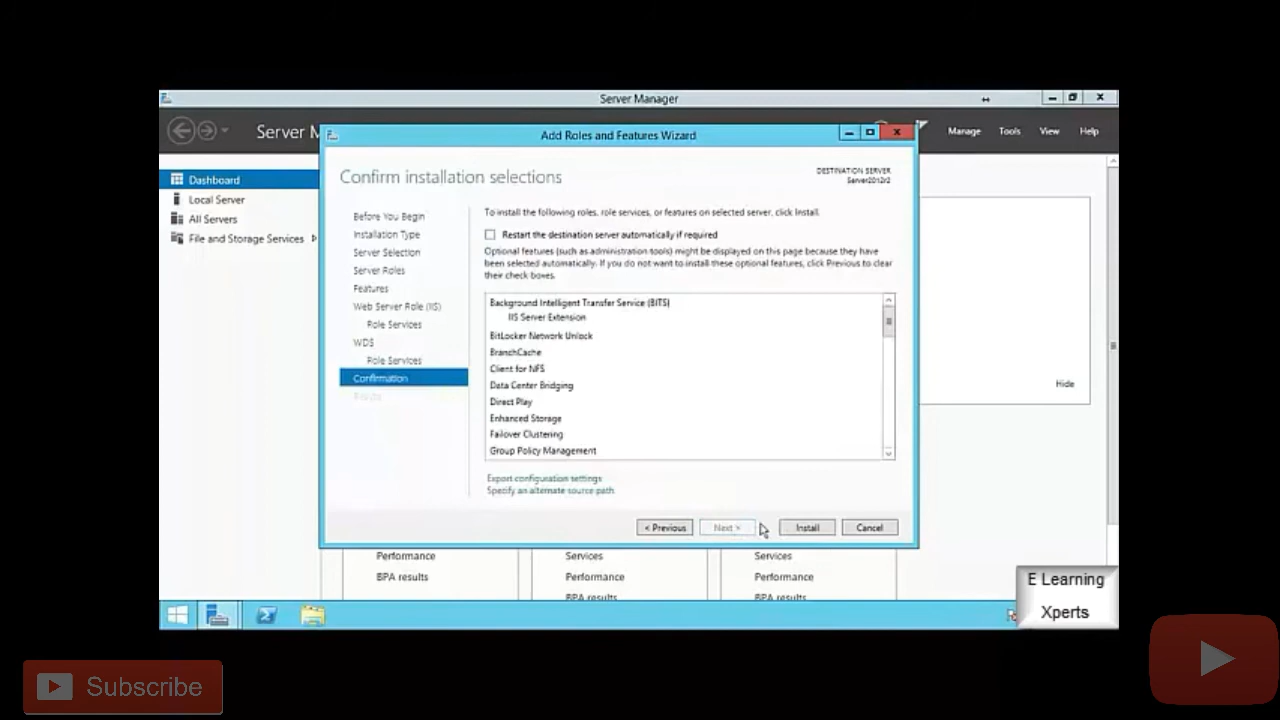 Server Manager
Server M
Manage
Tools
View
Help
Add Roles and Features Wizard
Dashboard
Local Server
All Servers
File and Storage Services
Confirm installation selections
DESTINATION SERVER
Server2012r2
Before You Begin
Installation Type
Server Selection
Server Roles
Features
Web Server Role (IIS)
Role Services
WDS
Role Services
Confirmation
To install the following roles, role services, or features on selected server, click Install.
Restart the destination server automatically if required
Optional features (such as administration tools) might be displayed on this page because they have
been selected automatically. If you do not want to install these optional features, click Previous to clear
their check boxes.
Background Intelligent Transfer Service (BITS)
IIS Server Extension
BitLocker Network Unlock
BranchCache
Client for NFS
Data Center Bridging
Direct Play
Enhanced Storage
Failover Clustering
Group Policy Management
Export configuration settings
Specify an alternate source path
< Previous
Next >
Install
Cancel
Hide
Performance
BPA results
Services
Performance
BPA results
Services
Performance
BPA results
E Learning
Xperts
Subscribe